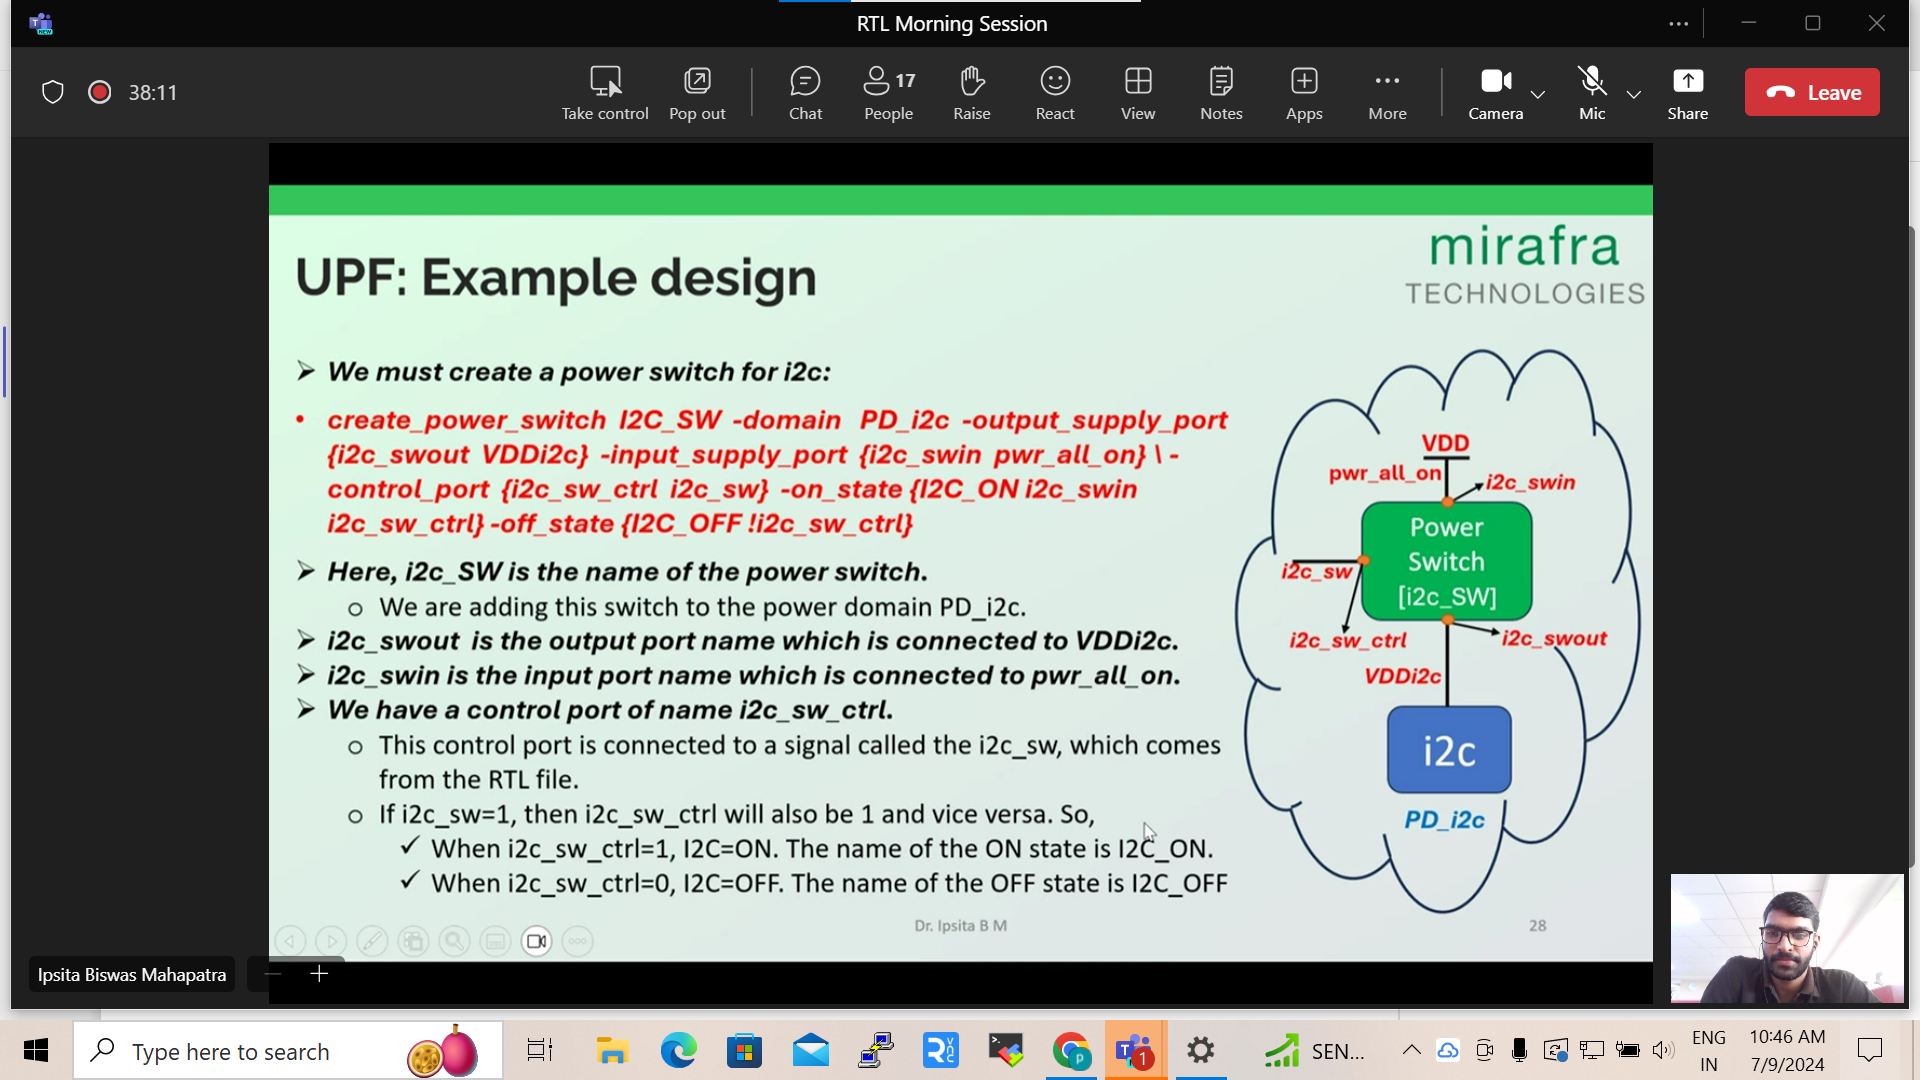 RTL Morning Session
38:11
Take control
Pop out
Chat
17
People
Raise
React
View
Notes
Apps
More
Camera
Mic
Share
Leave
mirafra
TECHNOLOGIES
UPF: Example design
We must create a power switch for i2c:
create_power_switch I2C_SW -domain PD_i2c -output_supply_port
{i2c_swout VDDi2c} -input_supply_port {i2c_swin pwr_all_on} \ -
control_port {i2c_sw_ctrl i2c_sw} -on_state {I2C_ON i2c_swin
i2c_sw_ctrl} -off_state {I2C_OFF !i2c_sw_ctrl}
Here, i2c_SW is the name of the power switch.
We are adding this switch to the power domain PD_i2c.
i2c_swout is the output port name which is connected to VDDi2c.
i2c_swin is the input port name which is connected to pwr_all_on.
We have a control port of name i2c_sw_ctrl.
This control port is connected to a signal called the i2c_sw, which comes
from the RTL file.
If i2c_sw=1, then i2c_sw_ctrl will also be 1 and vice versa. So,
When i2c_sw_ctrl=1, I2C=ON. The name of the ON state is I2C_ON.
When i2c_sw_ctrl=0, I2C=OFF. The name of the OFF state is I2C_OFF
VDD
pwr_all_on
i2c_swin
Power
Switch
[i2c_SW]
i2c_sw
i2c_sw_ctrl
i2c_swout
VDDi2c
i2c
PD_i2c
Dr. Ipsita B M
28
Ipsita Biswas Mahapatra
Type here to search
SEN...
ENG
IN
10:46 AM
7/9/2024